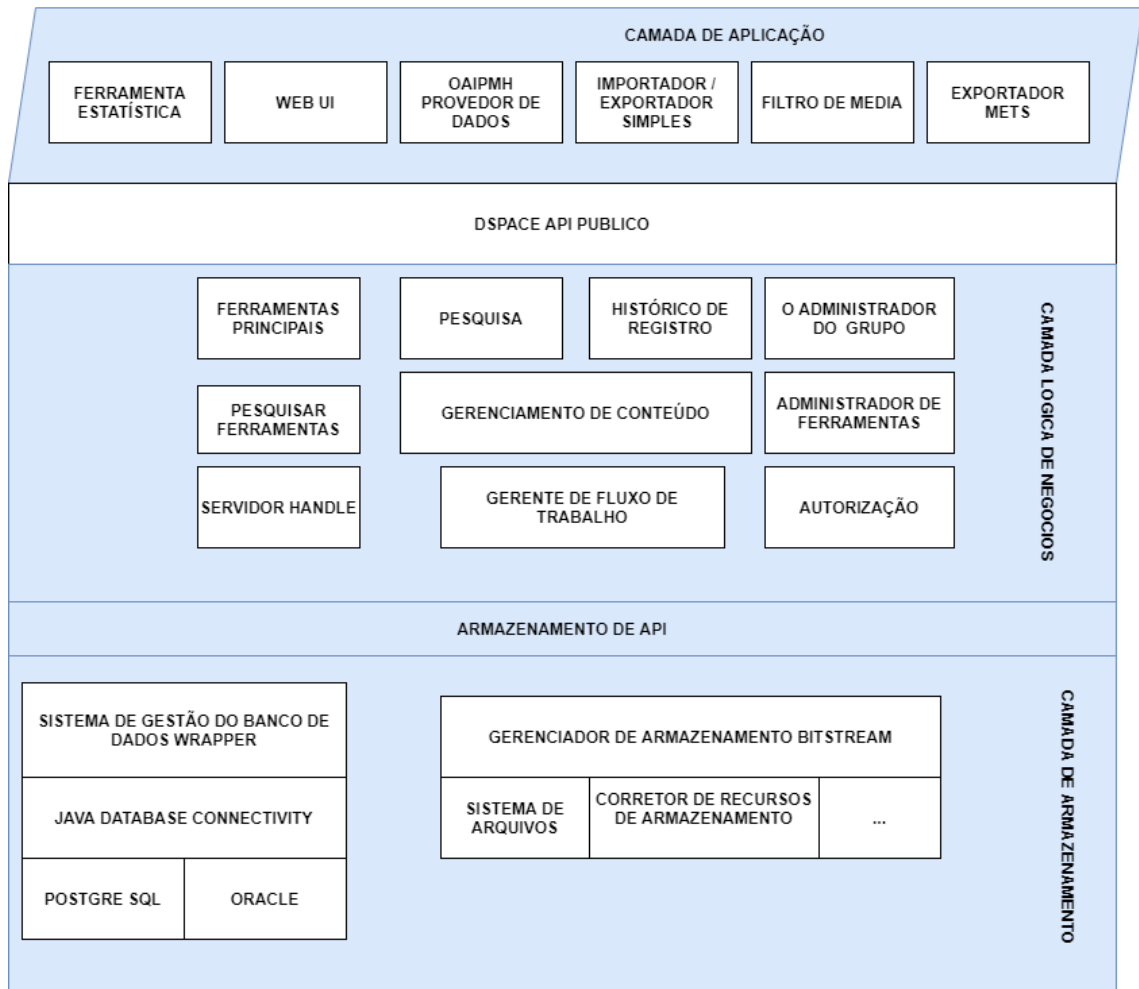 CAMADA DE APLICAÇÃO
FERRAMENTA
ESTATÍSTICA
WEB UI
OAIPMH
PROVEDOR DE
DADOS
IMPORTADOR /
EXPORTADOR
SIMPLES
FILTRO DE MEDIA
EXPORTADOR
METS
DSPACE API PUBLICO
CAMADA LOGICA DE NEGOCIOS
FERRAMENTAS
PRINCIPAIS
PESQUISA
HISTÓRICO DE
REGISTRO
O ADMINISTRADOR
DO GRUPO
PESQUISAR
FERRAMENTAS
GERENCIAMENTO DE CONTEÚDO
ADMINISTRADOR DE
FERRAMENTAS
SERVIDOR HANDLE
GERENTE DE FLUXO DE
TRABALHO
AUTORIZAÇÃO
ARMAZENAMENTO DE API
CAMADA DE ARMAZENAMENTO
SISTEMA DE GESTÃO DO BANCO DE
DADOS WRAPPER
JAVA DATABASE CONNECTIVITY
POSTGRE SQL
ORACLE
GERENCIADOR DE ARMAZENAMENTO BITSTREAM
SISTEMA DE
ARQUIVOS
CORRETOR DE RECURSOS
DE ARMAZENAMENTO
...